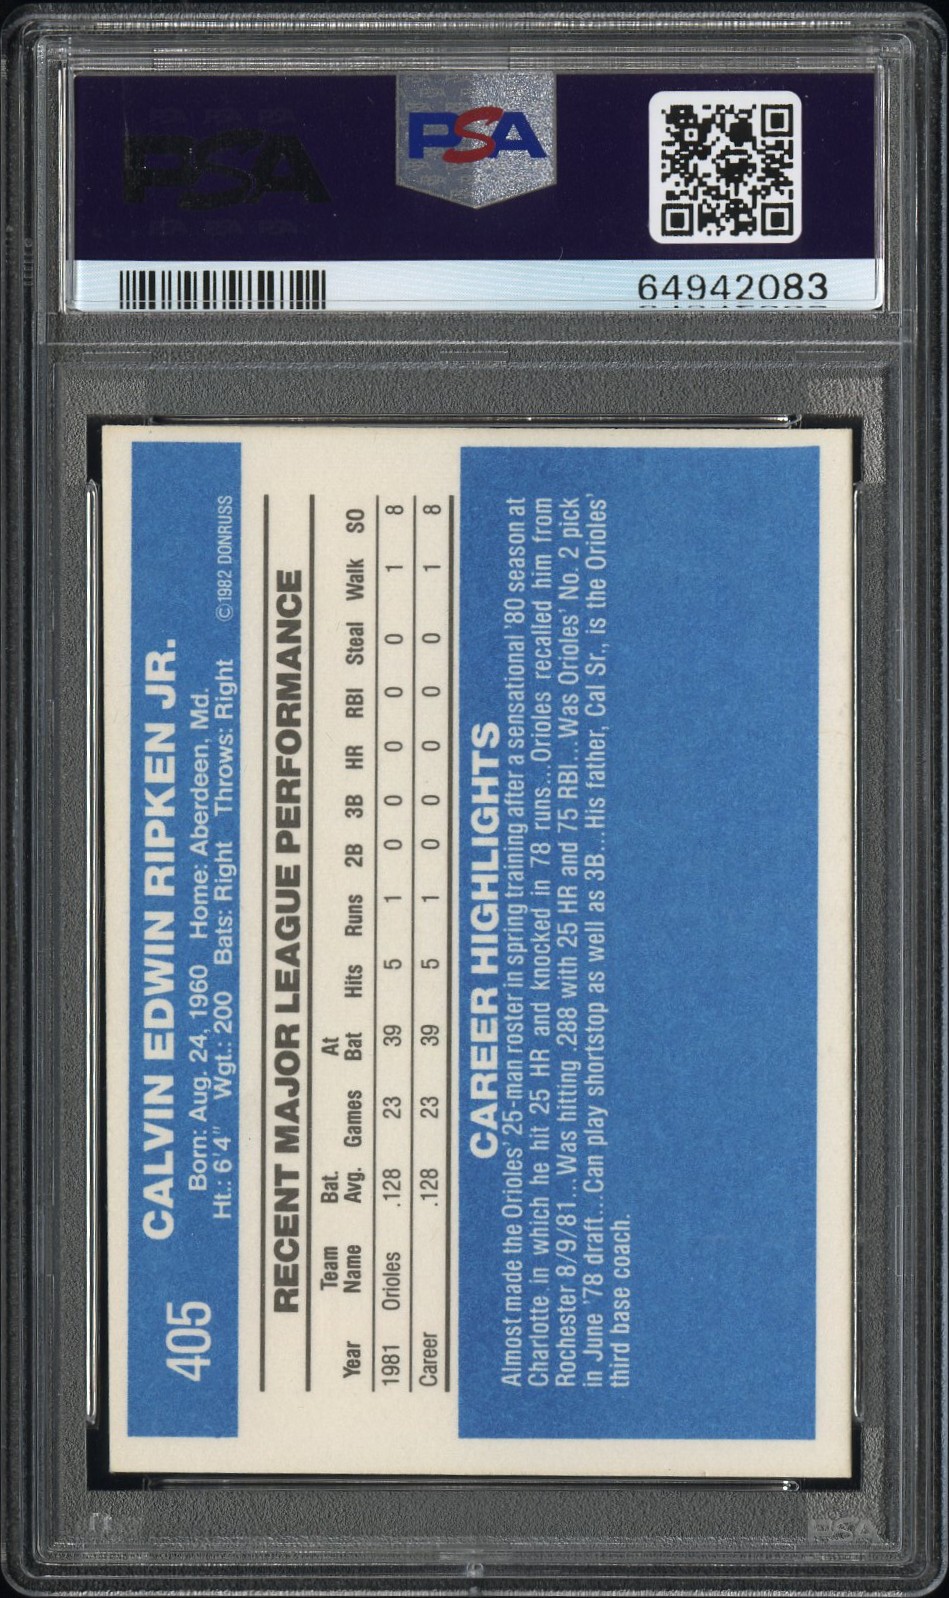 PSA
PSA
64942083
405
CALVIN EDWIN RIPKEN JR.
Born: Aug. 24, 1960 Home: Aberdeen, Md.
Ht.: 6'4" Wgt.: 200 Bats: Right Throws: Right
©1982 DONRUSS
RECENT MAJOR LEAGUE PERFORMANCE
Year Team Name Bat. Avg. Games At Bat Hits Runs 2B 3B HR RBI Steal Walk SO
1981 Orioles .128 23 39 5 1 0 0 0 0 0 1 8
Career .128 23 39 5 1 0 0 0 0 0 1 8
CAREER HIGHLIGHTS
Almost made the Orioles' 25-man roster in spring training after a sensational '80 season at
Charlotte, in which he hit 25 HR and knocked in 78 runs...Orioles recalled him from
Rochester 8/9/81...Was hitting .288 with 25 HR and 75 RBI...Was Orioles' No. 2 pick
in June '78 draft...Can play shortstop as well as 3B...His father, Cal Sr., is the Orioles'
third base coach.
PSA